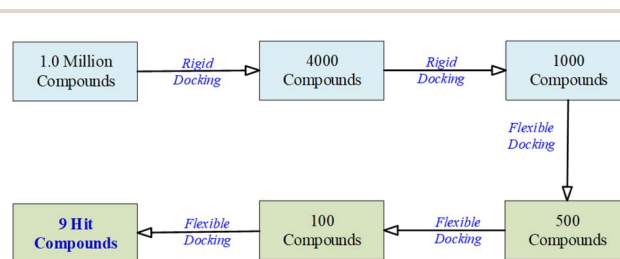 1.0 Million
Compounds
Rigid
Docking
4000
Compounds
Rigid
Docking
1000
Compounds
Flexible
Docking
500
Compounds
Flexible
Docking
100
Compounds
Flexible
Docking
9 Hit
Compounds